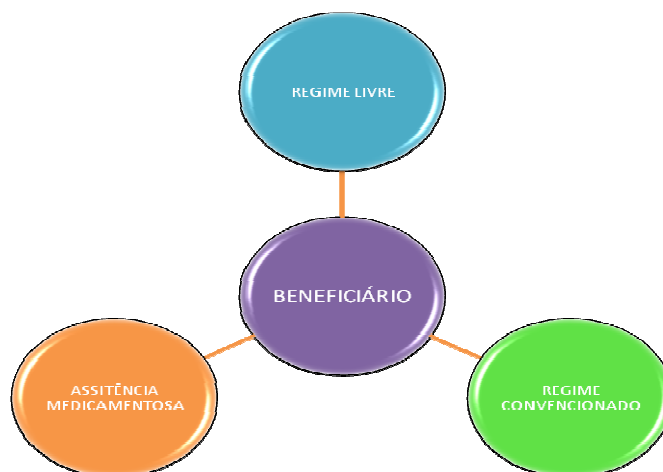 REGIME LIVRE
BENEFICIÁRIO
ASSITÊNCIA
MEDICAMENTOSA
REGIME
CONVENCIONADO